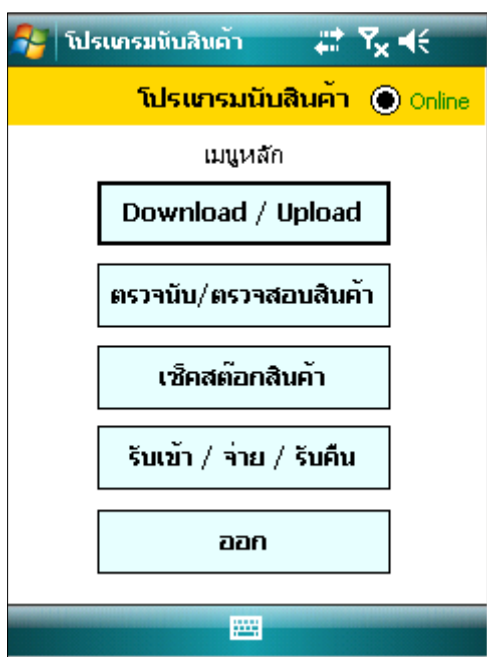 โปรแกรมนับสินค้า
โปรแกรมนับสินค้า Online
เมนูหลัก
Download / Upload
ตรวจนับ/ตรวจสอบสินค้า
เช็คสต๊อกสินค้า
รับเข้า / จ่าย / รับคืน
ออก